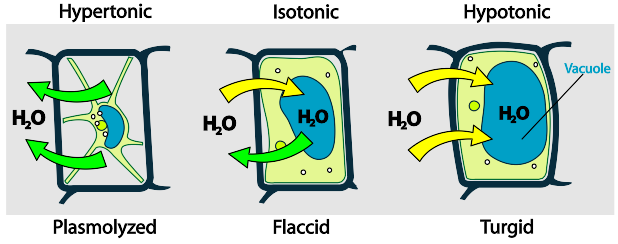 Hypertonic Isotonic Hypotonic
Vacuole
H₂O H₂O H₂O H₂O H₂O
Plasmolyzed Flaccid Turgid